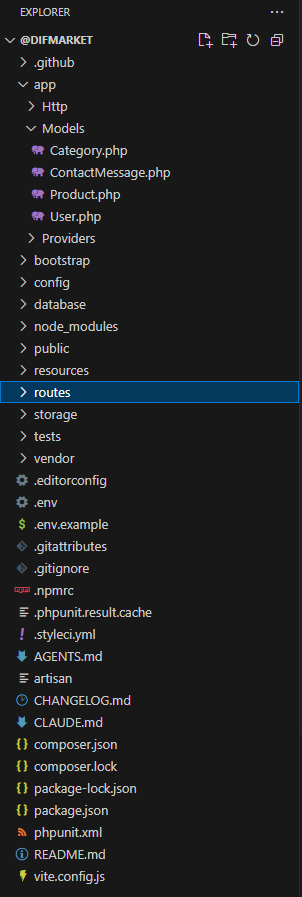 EXPLORER
@DIFMARKET
.github
app
Http
Models
Category.php
ContactMessage.php
Product.php
User.php
Providers
bootstrap
config
database
node_modules
public
resources
routes
storage
tests
vendor
.editorconfig
.env
.env.example
.gitattributes
.gitignore
.npmrc
.phpunit.result.cache
.styleci.yml
AGENTS.md
artisan
CHANGELOG.md
CLAUDE.md
composer.json
composer.lock
package-lock.json
package.json
phpunit.xml
README.md
vite.config.js